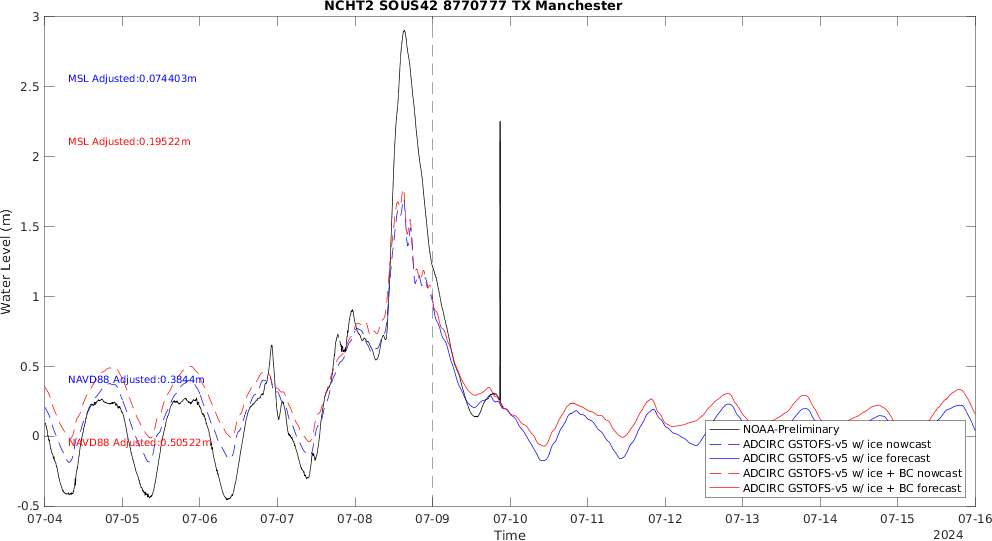 NCHT2 SOUS42 8770777 TX Manchester
3
2.5
2
1.5
1
0.5
0
-0.5
Water Level (m)
MSL Adjusted:0.074403m
MSL Adjusted:0.19522m
NAVD88 Adjusted:0.3844m
NAVD88 Adjusted:0.50522m
NOAA-Preliminary
ADCIRC GSTOFS-v5 w/ ice nowcast
ADCIRC GSTOFS-v5 w/ ice forecast
ADCIRC GSTOFS-v5 w/ ice + BC nowcast
ADCIRC GSTOFS-v5 w/ ice + BC forecast
07-04 07-05 07-06 07-07 07-08 07-09 07-10 07-11 07-12 07-13 07-14 07-15 07-16
Time
2024